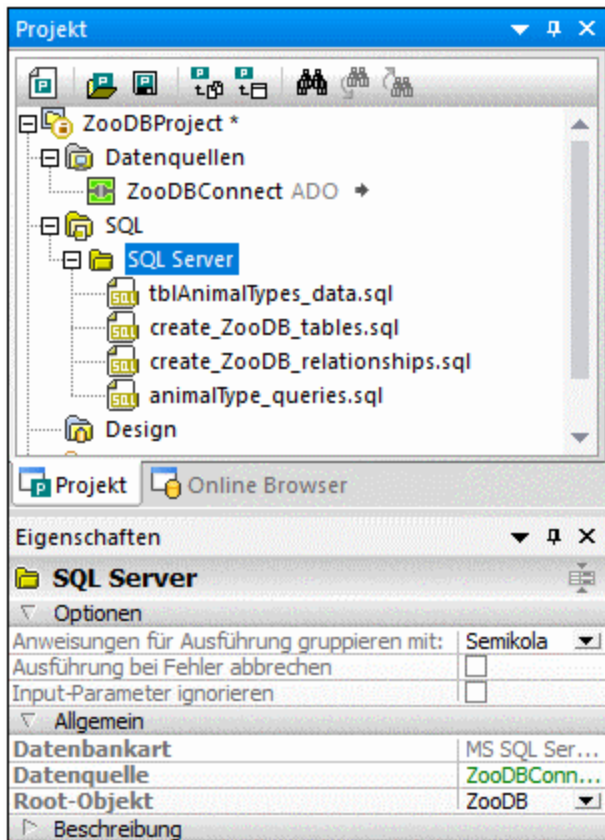 Projekt
ZooDBProject *
Datenquellen
ZooDBConnect ADO
SQL
SQL Server
tblAnimalTypes_data.sql
create_ZooDB_tables.sql
create_ZooDB_relationships.sql
animalType_queries.sql
Design
Projekt Online Browser
Eigenschaften
SQL Server
Optionen
Anweisungen für Ausführung gruppieren mit: Semikola
Ausführung bei Fehler abbrechen
Input-Parameter ignorieren
Allgemein
Datenbankart MS SQL Ser...
Datenquelle ZooDBConn...
Root-Objekt ZooDB
Beschreibung